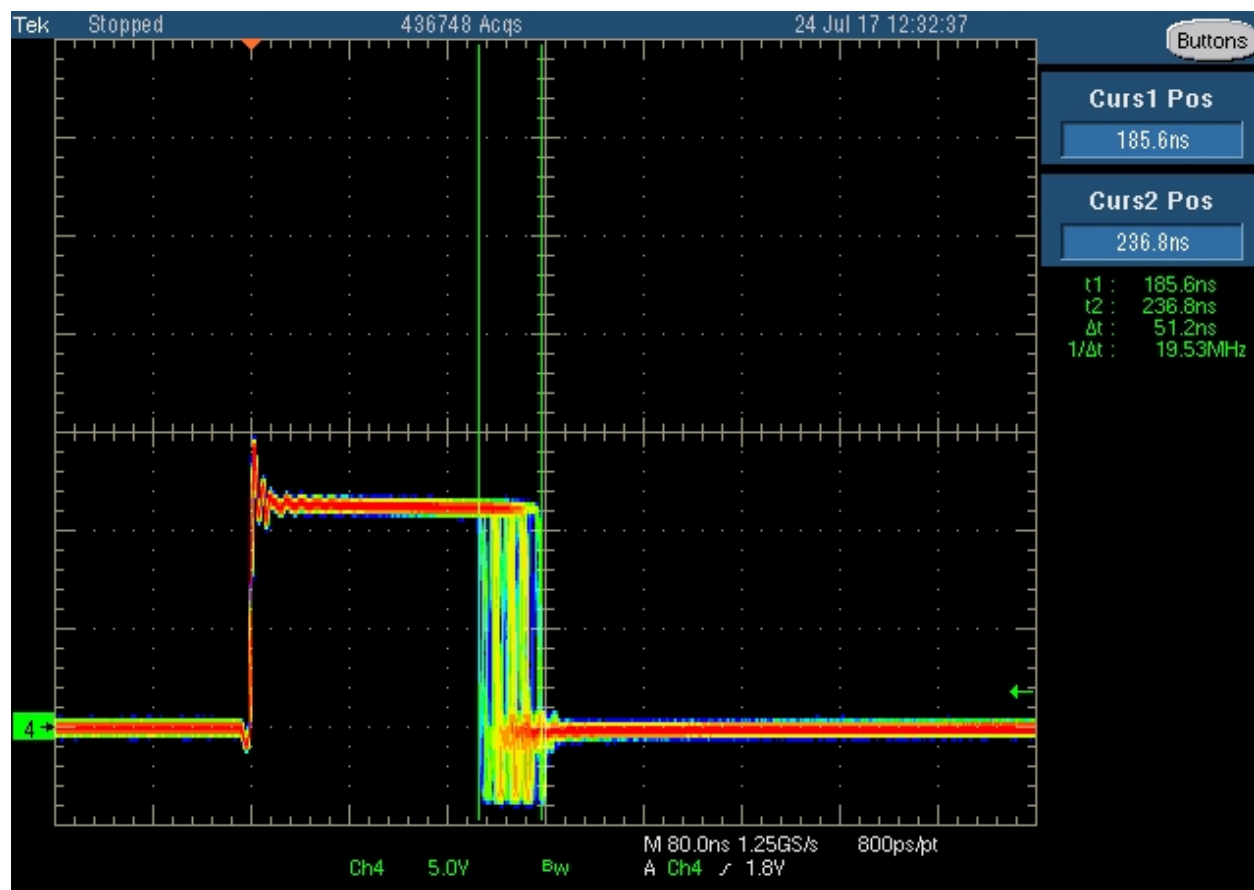 Tek Stopped 436748 Acqs 24 Jul 17 12:32:37
Buttons
Curs1 Pos
185.6ns
Curs2 Pos
236.8ns
t1 : 185.6ns
t2 : 236.8ns
Δt : 51.2ns
1/Δt : 19.53MHz
4
M 80.0ns 1.25GS/s 800ps/pt
Ch4 5.0V BW A Ch4 ∕ 1.8V